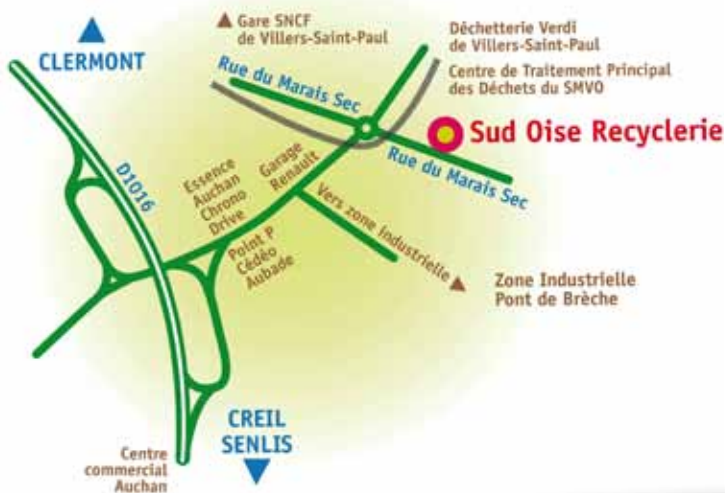 Gare SNCF
de Villers-Saint-Paul
Déchetterie Verdi
de Villers-Saint-Paul
Centre de Traitement Principal
des Déchets du SMVO
CLERMONT
Rue du Marais Sec
Sud Oise Recyclerie
Rue du Marais Sec
D1016
Essence
Auchan
Chrono
Drive
Garage
Renault
Point P
Cédéo
Aubade
Vers zone industrielle
Zone Industrielle
Pont de Brèche
CREIL
SENLIS
Centre
commercial
Auchan